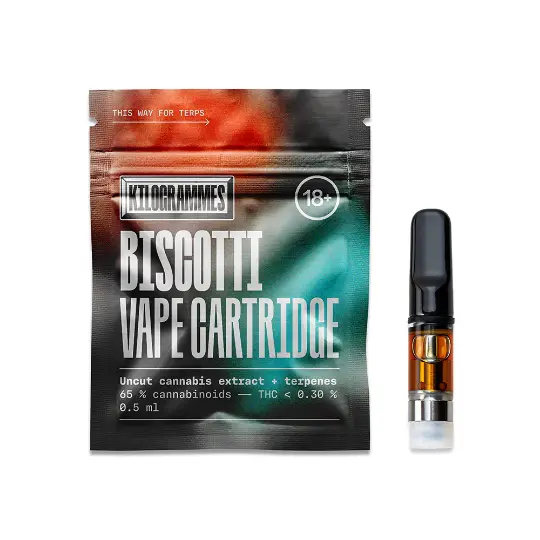 THIS WAY FOR TERPS
KILOGRAMMES
18+
BISCOTTI
VAPE CARTRIDGE
Uncut cannabis extract + terpenes
65 % cannabinoids — THC < 0.30 %
0.5 ml